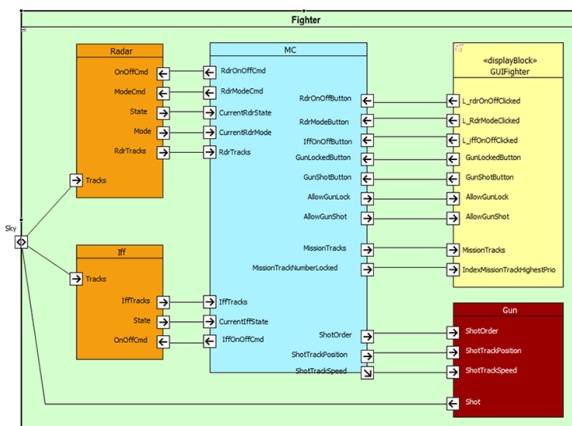 Fighter
Radar
OnOffCmd
ModeCmd
State
Mode
RdrTracks
Tracks
MC
RdrOnOffCmd
RdrModeCmd
CurrentRdrState
CurrentRdrMode
RdrTracks
RdrOnOffButton
RdrModeButton
IffOnOffButton
GunLockedButton
GunShotButton
AllowGunLock
AllowGunShot
MissionTracks
MissionTrackNumberLocked
IffTracks
CurrentIffState
IffOnOffCmd
ShotOrder
ShotTrackPosition
ShotTrackSpeed
«displayBlock»
GUIFighter
L_rdrOnOffClicked
L_RdrModeClicked
L_iffOnOffClicked
GunLockedButton
GunShotButton
AllowGunLock
AllowGunShot
MissionTracks
IndexMissionTrackHighestPrio
Sky
Iff
Tracks
IffTracks
State
OnOffCmd
Gun
ShotOrder
ShotTrackPosition
ShotTrackSpeed
Shot